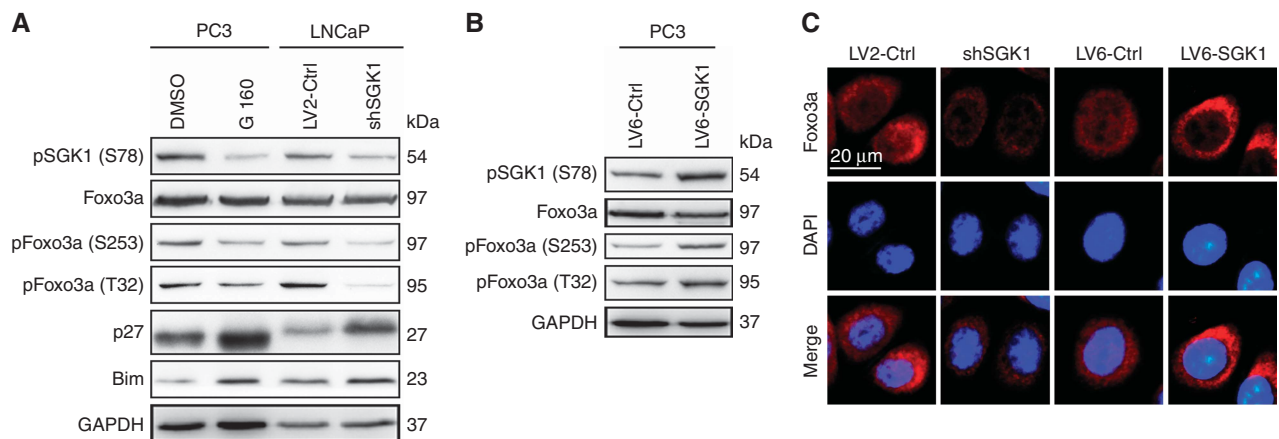 A
PC3 LNCaP
DMSO G 160 LV2-Ctrl shSGK1 kDa
pSGK1 (S78) 54
Foxo3a 97
pFoxo3a (S253) 97
pFoxo3a (T32) 95
p27 27
Bim 23
GAPDH 37
B
PC3
LV6-Ctrl LV6-SGK1 kDa
pSGK1 (S78) 54
Foxo3a 97
pFoxo3a (S253) 97
pFoxo3a (T32) 95
GAPDH 37
C
LV2-Ctrl shSGK1 LV6-Ctrl LV6-SGK1
Foxo3a
20 µm
DAPI
Merge